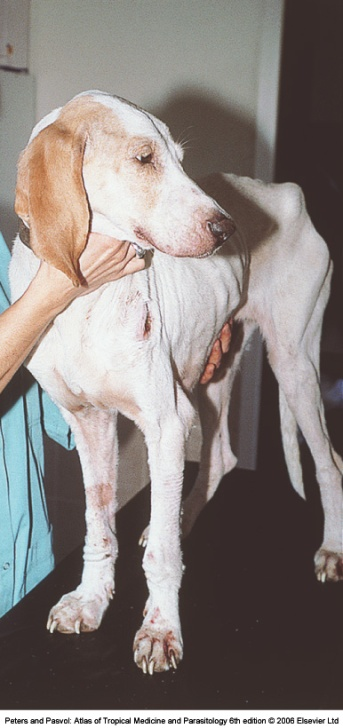 Peters and Pasvol: Atlas of Tropical Medicine and Parasitology 6th edition © 2006 Elsevier Ltd